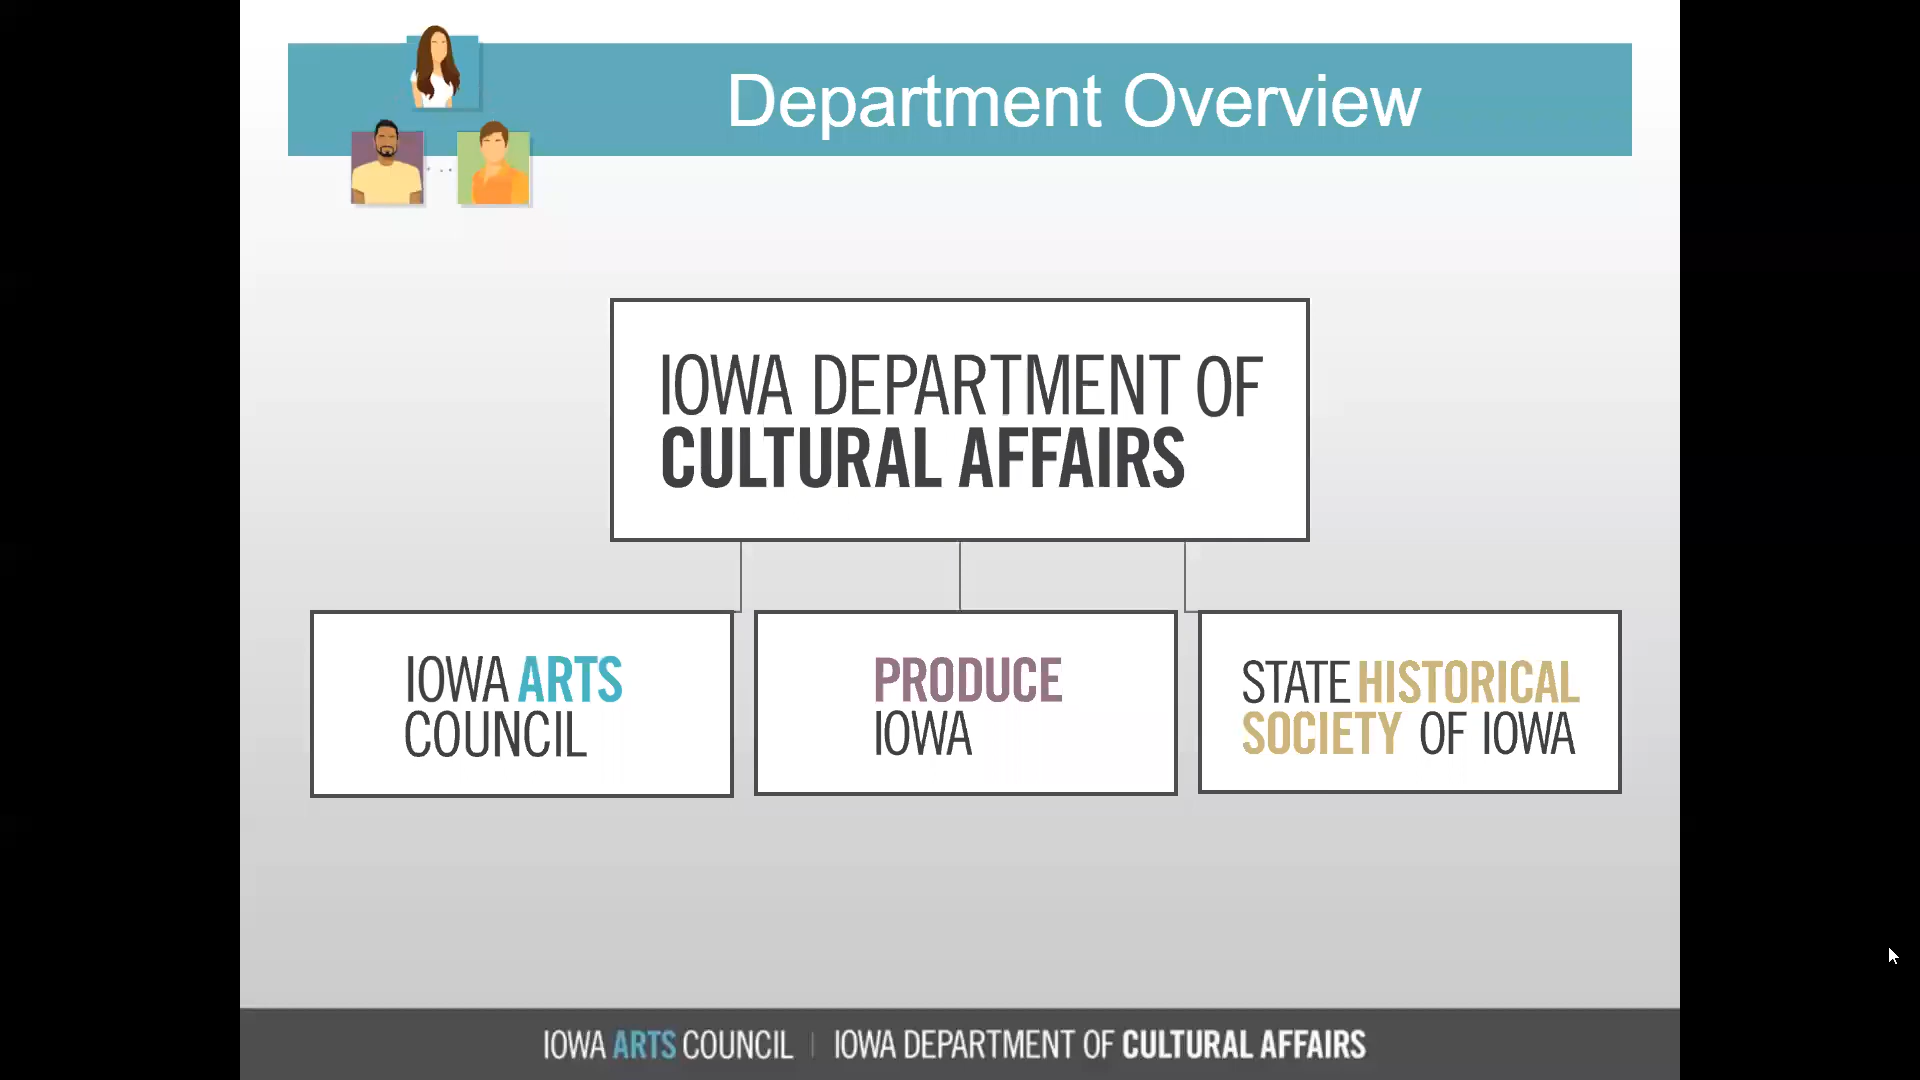 Department Overview
IOWA DEPARTMENT OF
CULTURAL AFFAIRS
IOWA ARTS
COUNCIL
PRODUCE
IOWA
STATE HISTORICAL
SOCIETY OF IOWA
IOWA ARTS COUNCIL | IOWA DEPARTMENT OF CULTURAL AFFAIRS